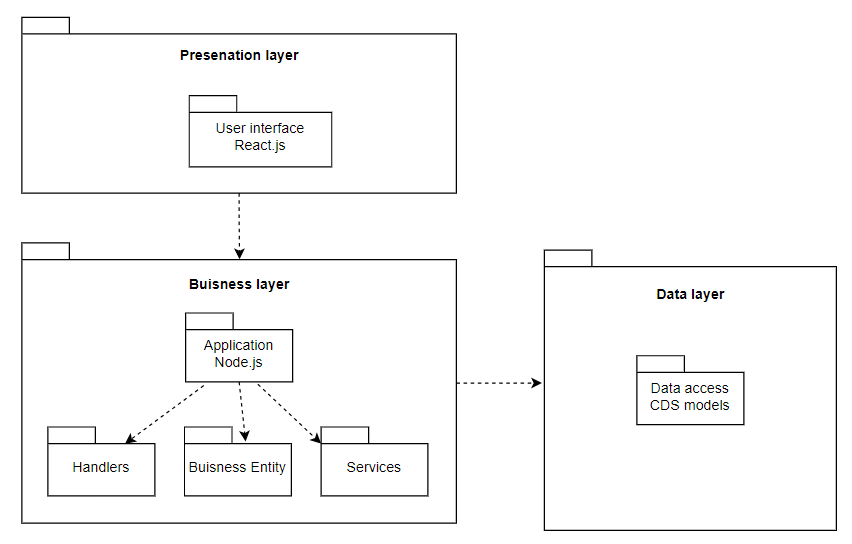 Presenation layer
User interface
React.js
Buisness layer
Application
Node.js
Handlers
Buisness Entity
Services
Data layer
Data access
CDS models